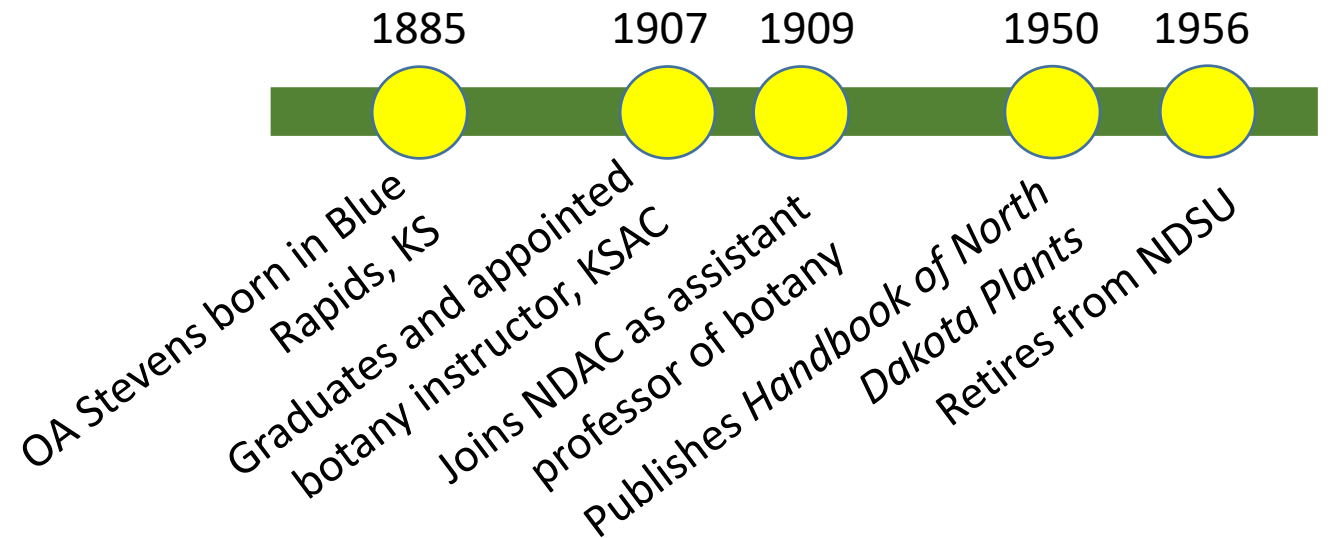 1885
1907
1909
1950
1956
OA Stevens born in Blue
Rapids, KS
Graduates and appointed
botany instructor, KSAC
Joins NDAC as assistant
professor of botany
Publishes Handbook of North
Dakota Plants
Retires from NDSU